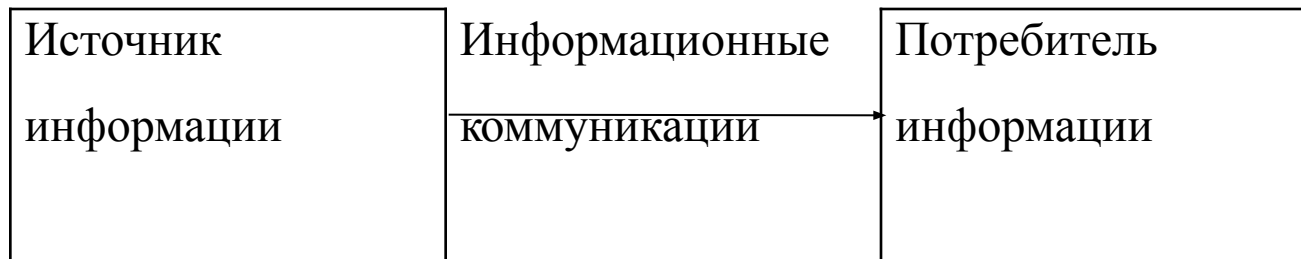 Источник
информации
Информационные
коммуникации
Потребитель
информации